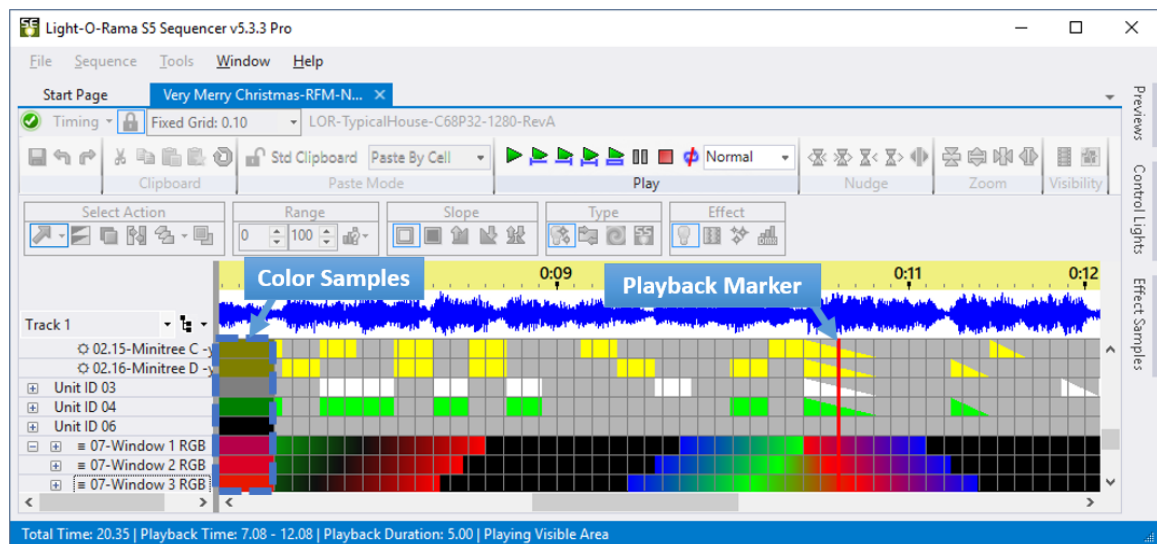 Light-O-Rama S5 Sequencer v5.3.3 Pro
File Sequence Tools Window Help
Start Page Very Merry Christmas-RFM-N...
Timing Fixed Grid: 0.10 LOR-TypicalHouse-C68P32-1280-RevA
Std Clipboard Paste By Cell Normal
Clipboard Paste Mode Play Nudge Zoom Visibility
Select Action Range Slope Type Effect
0 100
Color Samples 0:09 Playback Marker 0:11 0:12
Track 1
02.15-Minitree C -y
02.16-Minitree D -y
Unit ID 03
Unit ID 04
Unit ID 06
07-Window 1 RGB
07-Window 2 RGB
07-Window 3 RGB
Total Time: 20.35 | Playback Time: 7.08 - 12.08 | Playback Duration: 5.00 | Playing Visible Area
Previews
Control Lights
Effect Samples